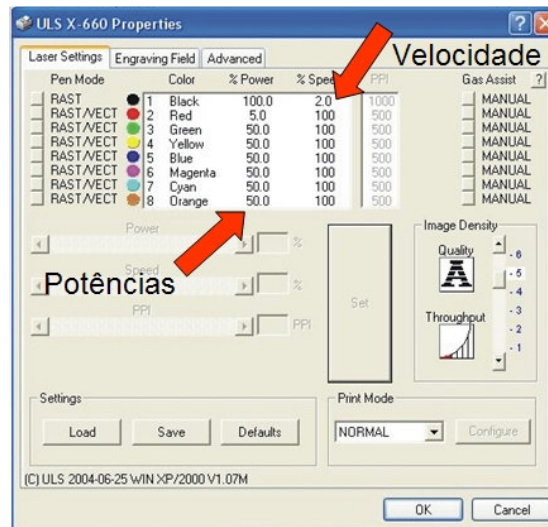 ULS X-660 Properties
Laser Settings Engraving Field Advanced
Velocidade
Pen Mode Color % Power % Speed PPI Gas Assist ?
RAST 1 Black 100.0 2.0 1000 MANUAL
RAST/VECT 2 Red 5.0 100 500 MANUAL
RAST/VECT 3 Green 50.0 100 500 MANUAL
RAST/VECT 4 Yellow 50.0 100 500 MANUAL
RAST/VECT 5 Blue 50.0 100 500 MANUAL
RAST/VECT 6 Magenta 50.0 100 500 MANUAL
RAST/VECT 7 Cyan 50.0 100 500 MANUAL
RAST/VECT 8 Orange 50.0 100 500 MANUAL
Power %
Speed %
Potências
PPI PPI
Set
Image Density
Quality
Throughput
- 6
- 5
- 4
- 3
- 2
- 1
Settings
Load Save Defaults
Print Mode
NORMAL Configure
(C) ULS 2004-06-25 WIN XP/2000 V1.07M
OK Cancel